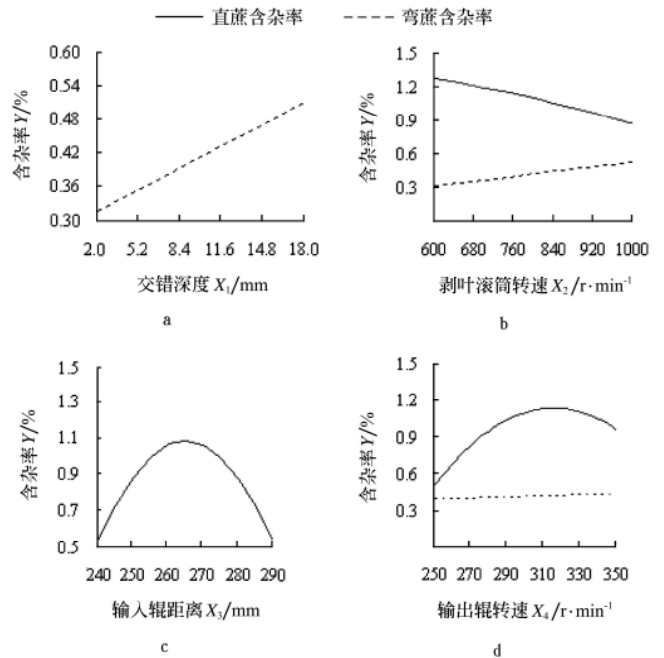 直蔗含杂率 弯蔗含杂率
含杂率 Y/%
0.60
0.54
0.48
0.42
0.36
0.30
2.0 5.2 8.4 11.6 14.8 18.0
交错深度 X₁/mm
a
含杂率 Y/%
1.5
1.2
0.9
0.6
0.3
600 680 760 840 920 1000
剥叶滚筒转速 X₂/r·min⁻¹
b
含杂率 Y/%
1.5
1.3
1.1
0.9
0.7
0.5
240 250 260 270 280 290
输入辊距离 X₃/mm
c
含杂率 Y/%
1.5
1.2
0.9
0.6
0.3
250 270 290 310 330 350
输出辊转速 X₄/r·min⁻¹
d